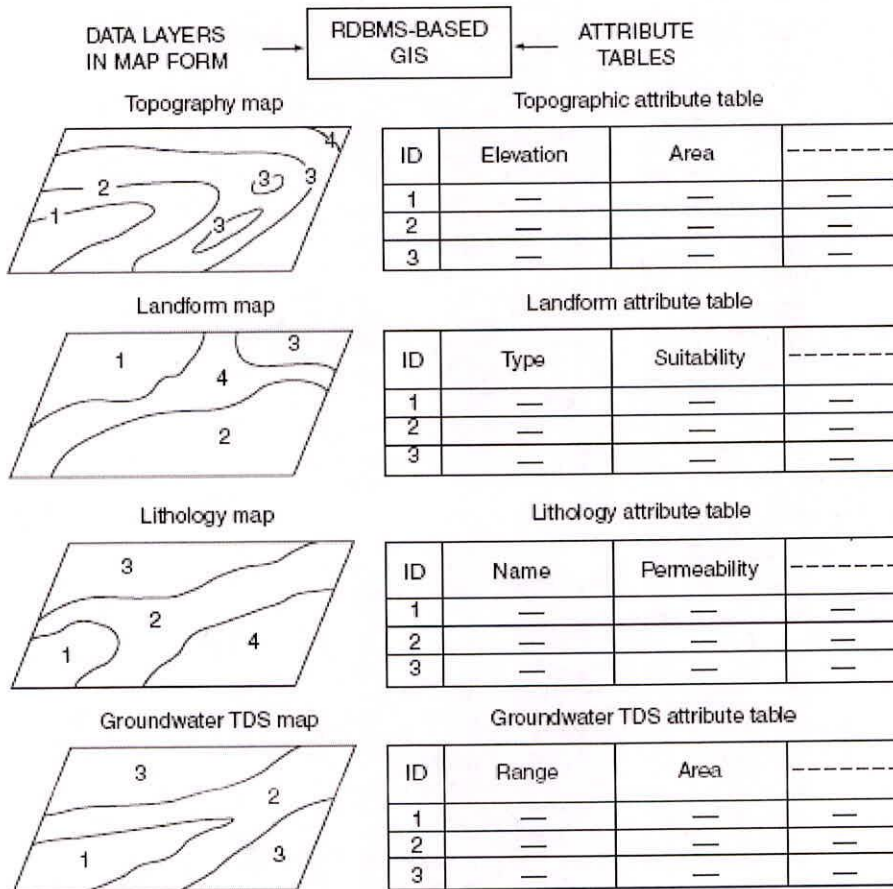 DATA LAYERS
IN MAP FORM
RDBMS-BASED
GIS
ATTRIBUTE
TABLES
Topography map
4
3
3
2
1
3
Topographic attribute table
ID Elevation Area --------
1 — — —
2 — — —
3 — — —
Landform map
1
3
4
2
Landform attribute table
ID Type Suitability --------
1 — — —
2 — — —
3 — — —
Lithology map
3
2
1
4
Lithology attribute table
ID Name Permeability --------
1 — — —
2 — — —
3 — — —
Groundwater TDS map
3
2
1
3
Groundwater TDS attribute table
ID Range Area --------
1 — — —
2 — — —
3 — — —